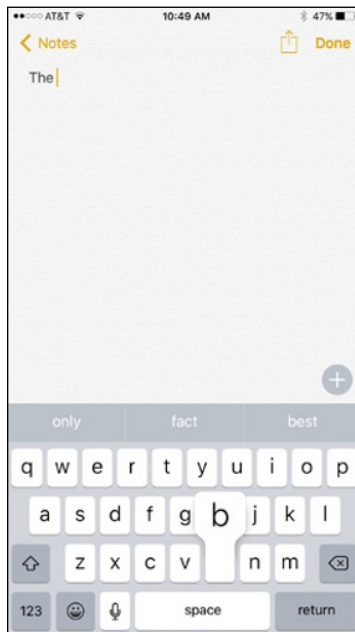 AT&T 10:49 AM 47%
Notes Done
The
only fact best
q w e r t y u i o p
a s d f g b j k l
z x c v n m
123 space return